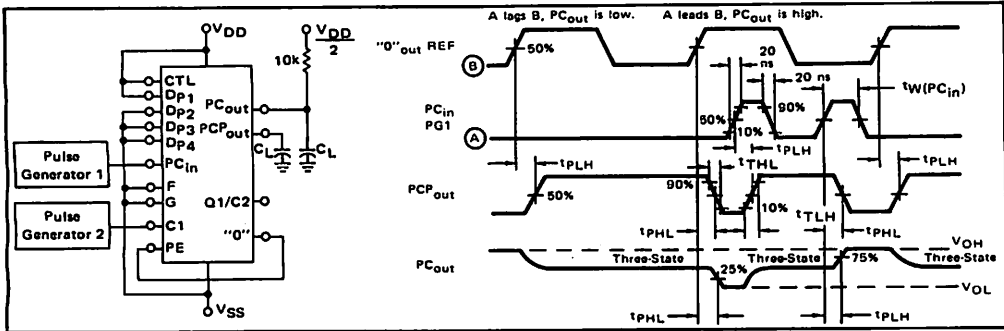 VDD
CTL
DP1
DP2
DP3
DP4
PCin
F
G
C1
PE
PCout
PCPout
Q1/C2
"0"
VSS
Pulse
Generator 1
Pulse
Generator 2
VDD
2
10k
CL
CL
A lags B, PCout is low.
A leads B, PCout is high.
"0"out REF
B
50%
20
ns
20 ns
tW(PCin)
PCin
PG1
A
50%
90%
10%
tPLH
tPLH
tTHL
tPLH
PCPout
50%
90%
10%
tPHL
tTLH
tPHL
PCout
Three-State
25%
Three-State
75%
VOH
Three-State
VOL
tPHL
tPLH